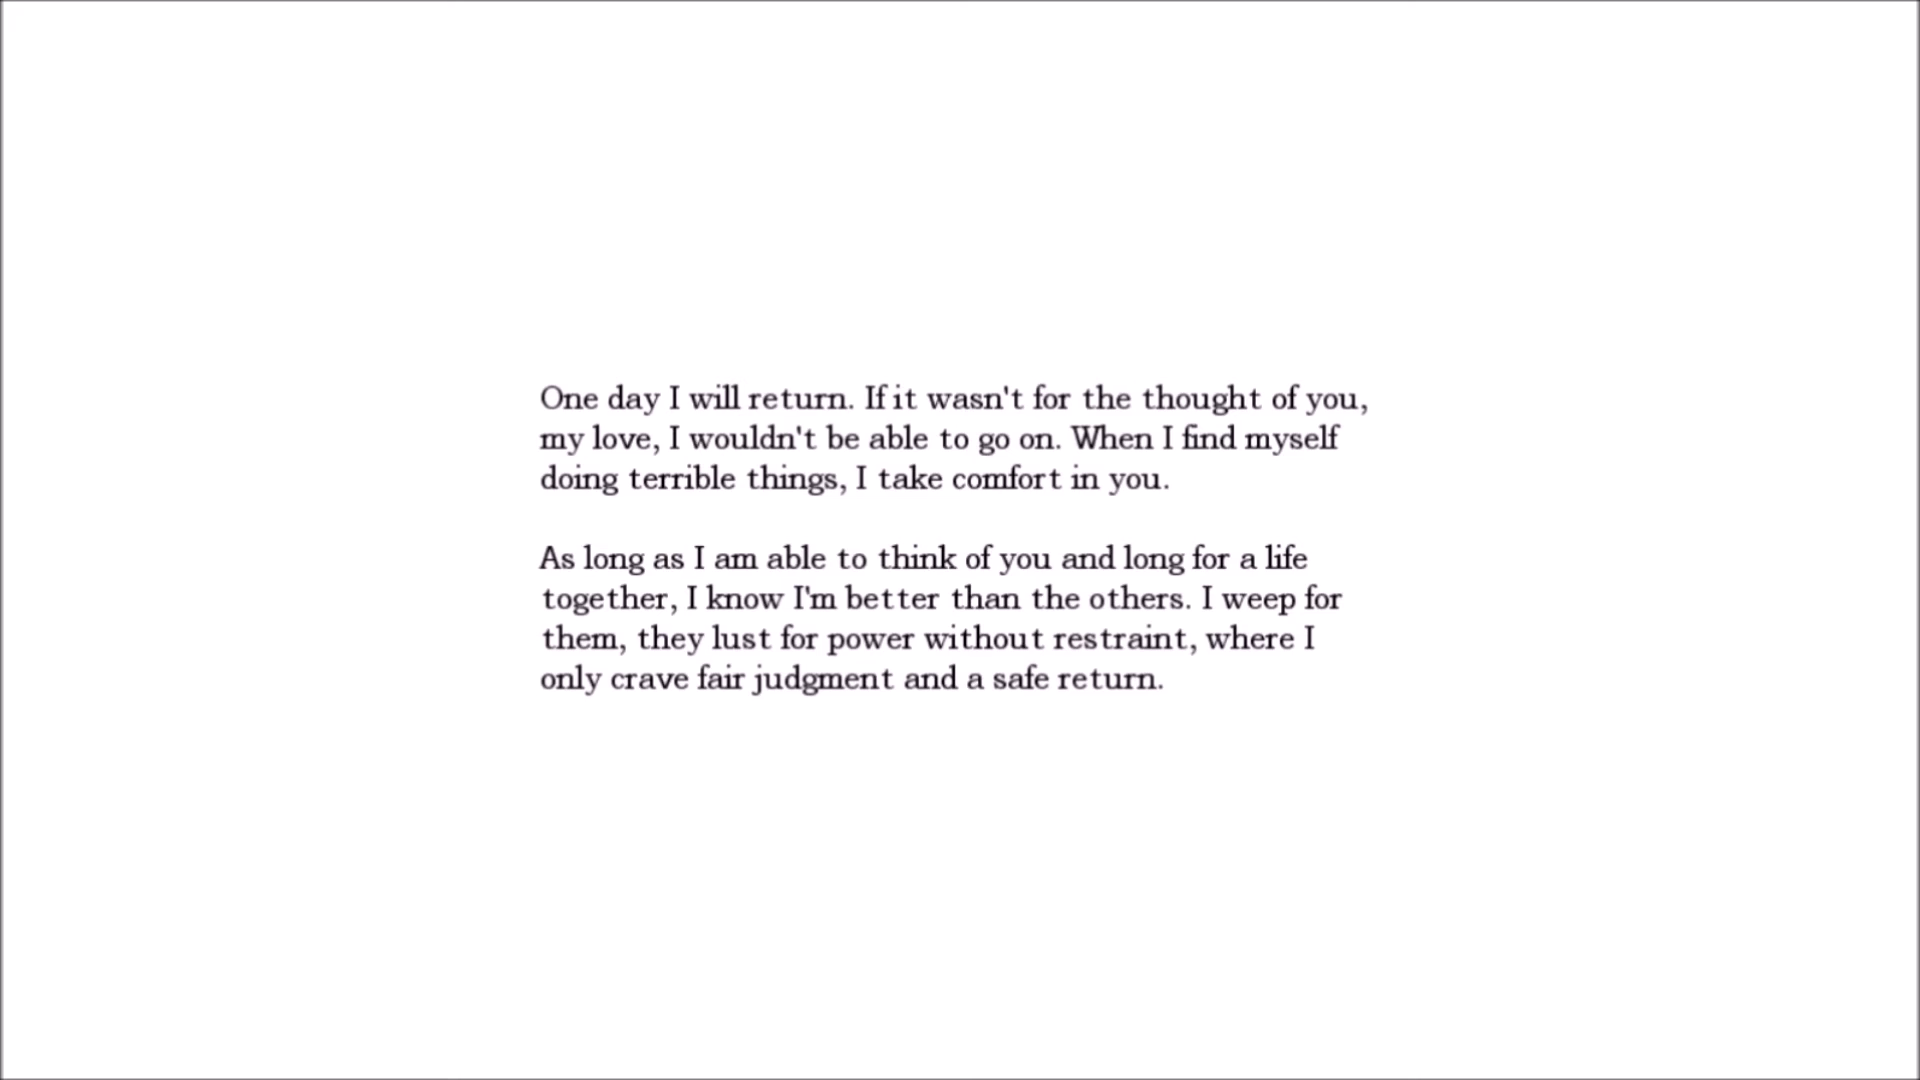 One day I will return. If it wasn't for the thought of you,
my love, I wouldn't be able to go on. When I find myself
doing terrible things, I take comfort in you.
As long as I am able to think of you and long for a life
together, I know I'm better than the others. I weep for
them, they lust for power without restraint, where I
only crave fair judgment and a safe return.